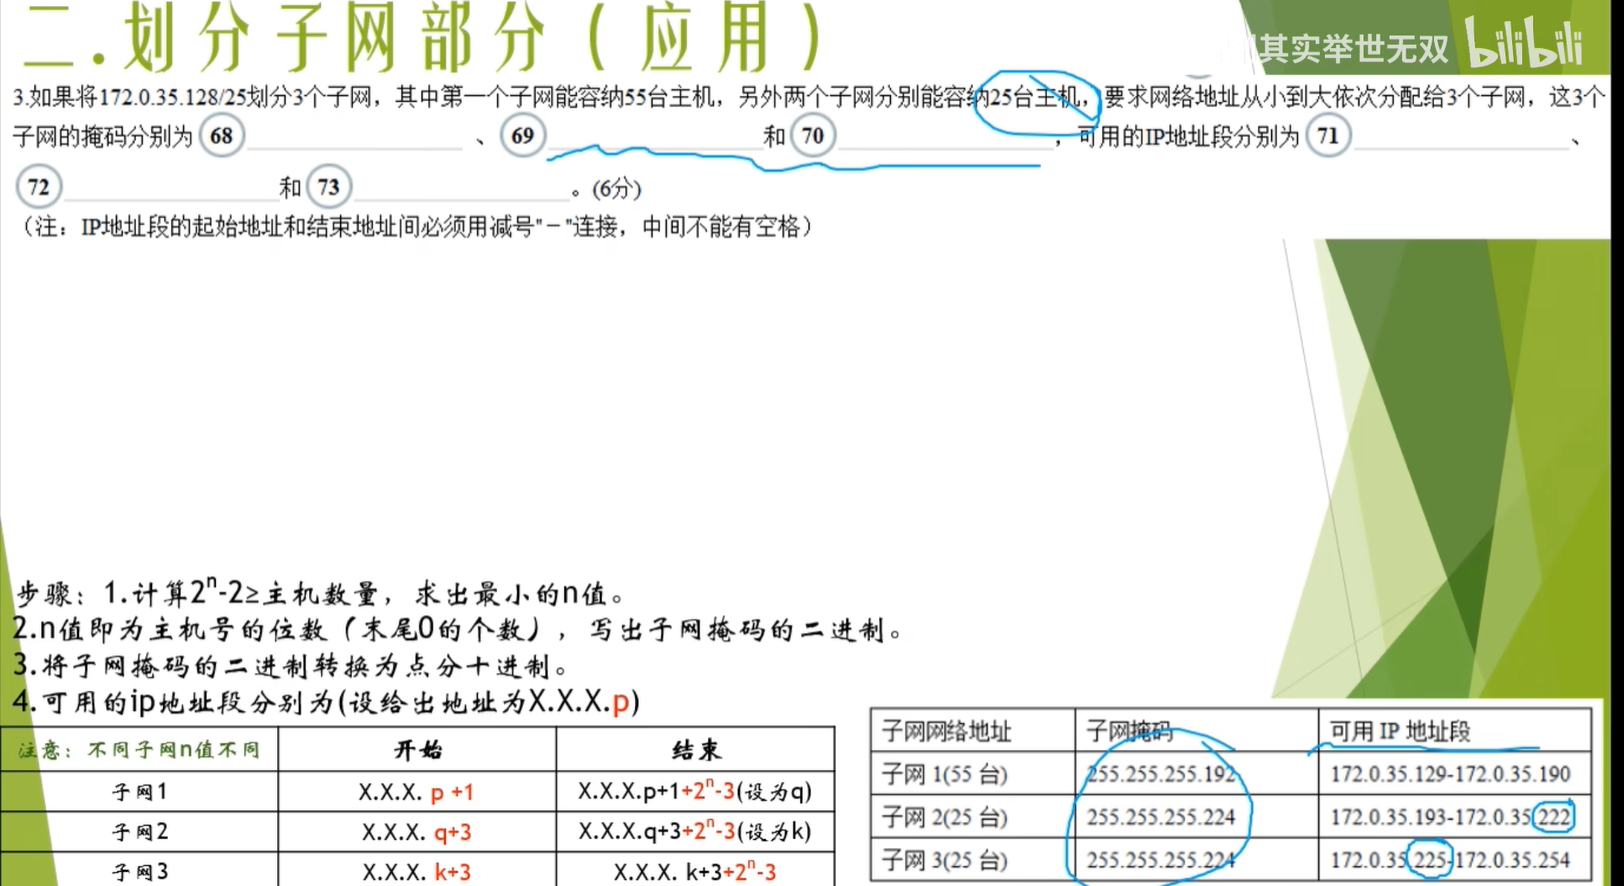 二.划分子网部分(应用)
其实举世无双 bilibili
3.如果将172.0.35.128/25划分3个子网，其中第一个子网能容纳55台主机，另外两个子网分别能容纳25台主机，要求网络地址从小到大依次分配给3个子网，这3个
子网的掩码分别为 68 ____ 、 69 ____ 和 70 ____ ，可用的IP地址段分别为 71 ____ 、
72 ____ 和 73 ____ 。(6分)
（注：IP地址段的起始地址和结束地址间必须用减号"－"连接，中间不能有空格）
步骤：1.计算2ⁿ-2≥主机数量，求出最小的n值。
2.n值即为主机号的位数（末尾0的个数），写出子网掩码的二进制。
3.将子网掩码的二进制转换为点分十进制。
4.可用的ip地址段分别为(设给出地址为X.X.X.p)
注意：不同子网n值不同 开始 结束
子网1 X.X.X. p +1 X.X.X.p+1+2ⁿ-3(设为q)
子网2 X.X.X. q+3 X.X.X.q+3+2ⁿ-3(设为k)
子网3 X.X.X. k+3 X.X.X. k+3+2ⁿ-3
子网网络地址 子网掩码 可用 IP 地址段
子网 1(55 台) 255.255.255.192 172.0.35.129-172.0.35.190
子网 2(25 台) 255.255.255.224 172.0.35.193-172.0.35.222
子网 3(25 台) 255.255.255.224 172.0.35.225-172.0.35.254